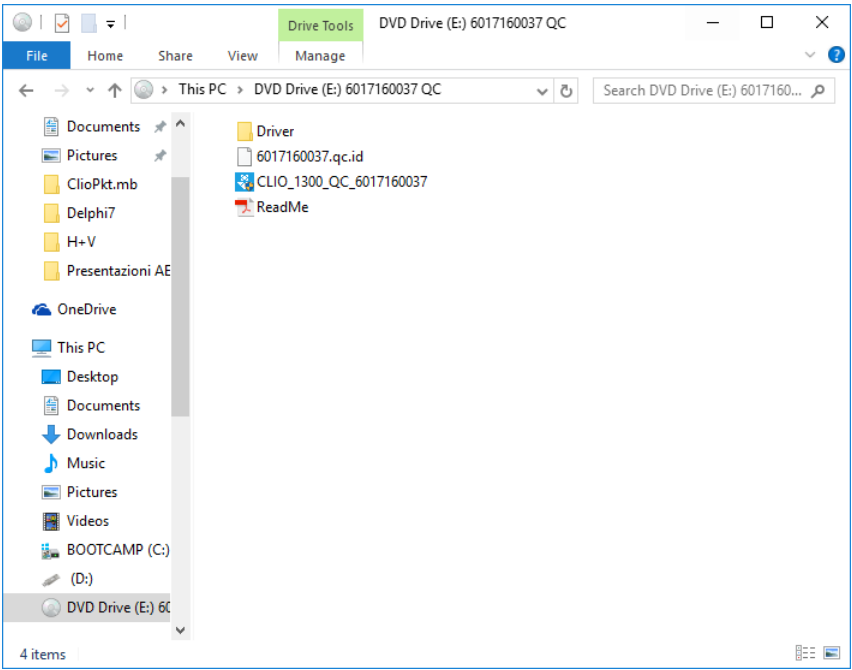 Drive Tools DVD Drive (E:) 6017160037 QC
File Home Share View Manage
This PC > DVD Drive (E:) 6017160037 QC Search DVD Drive (E:) 6017160...
Documents
Pictures
ClioPkt.mb
Delphi7
H+V
Presentazioni AE
OneDrive
This PC
Desktop
Documents
Downloads
Music
Pictures
Videos
BOOTCAMP (C:)
(D:)
DVD Drive (E:) 60
Driver
6017160037.qc.id
CLIO_1300_QC_6017160037
ReadMe
4 items